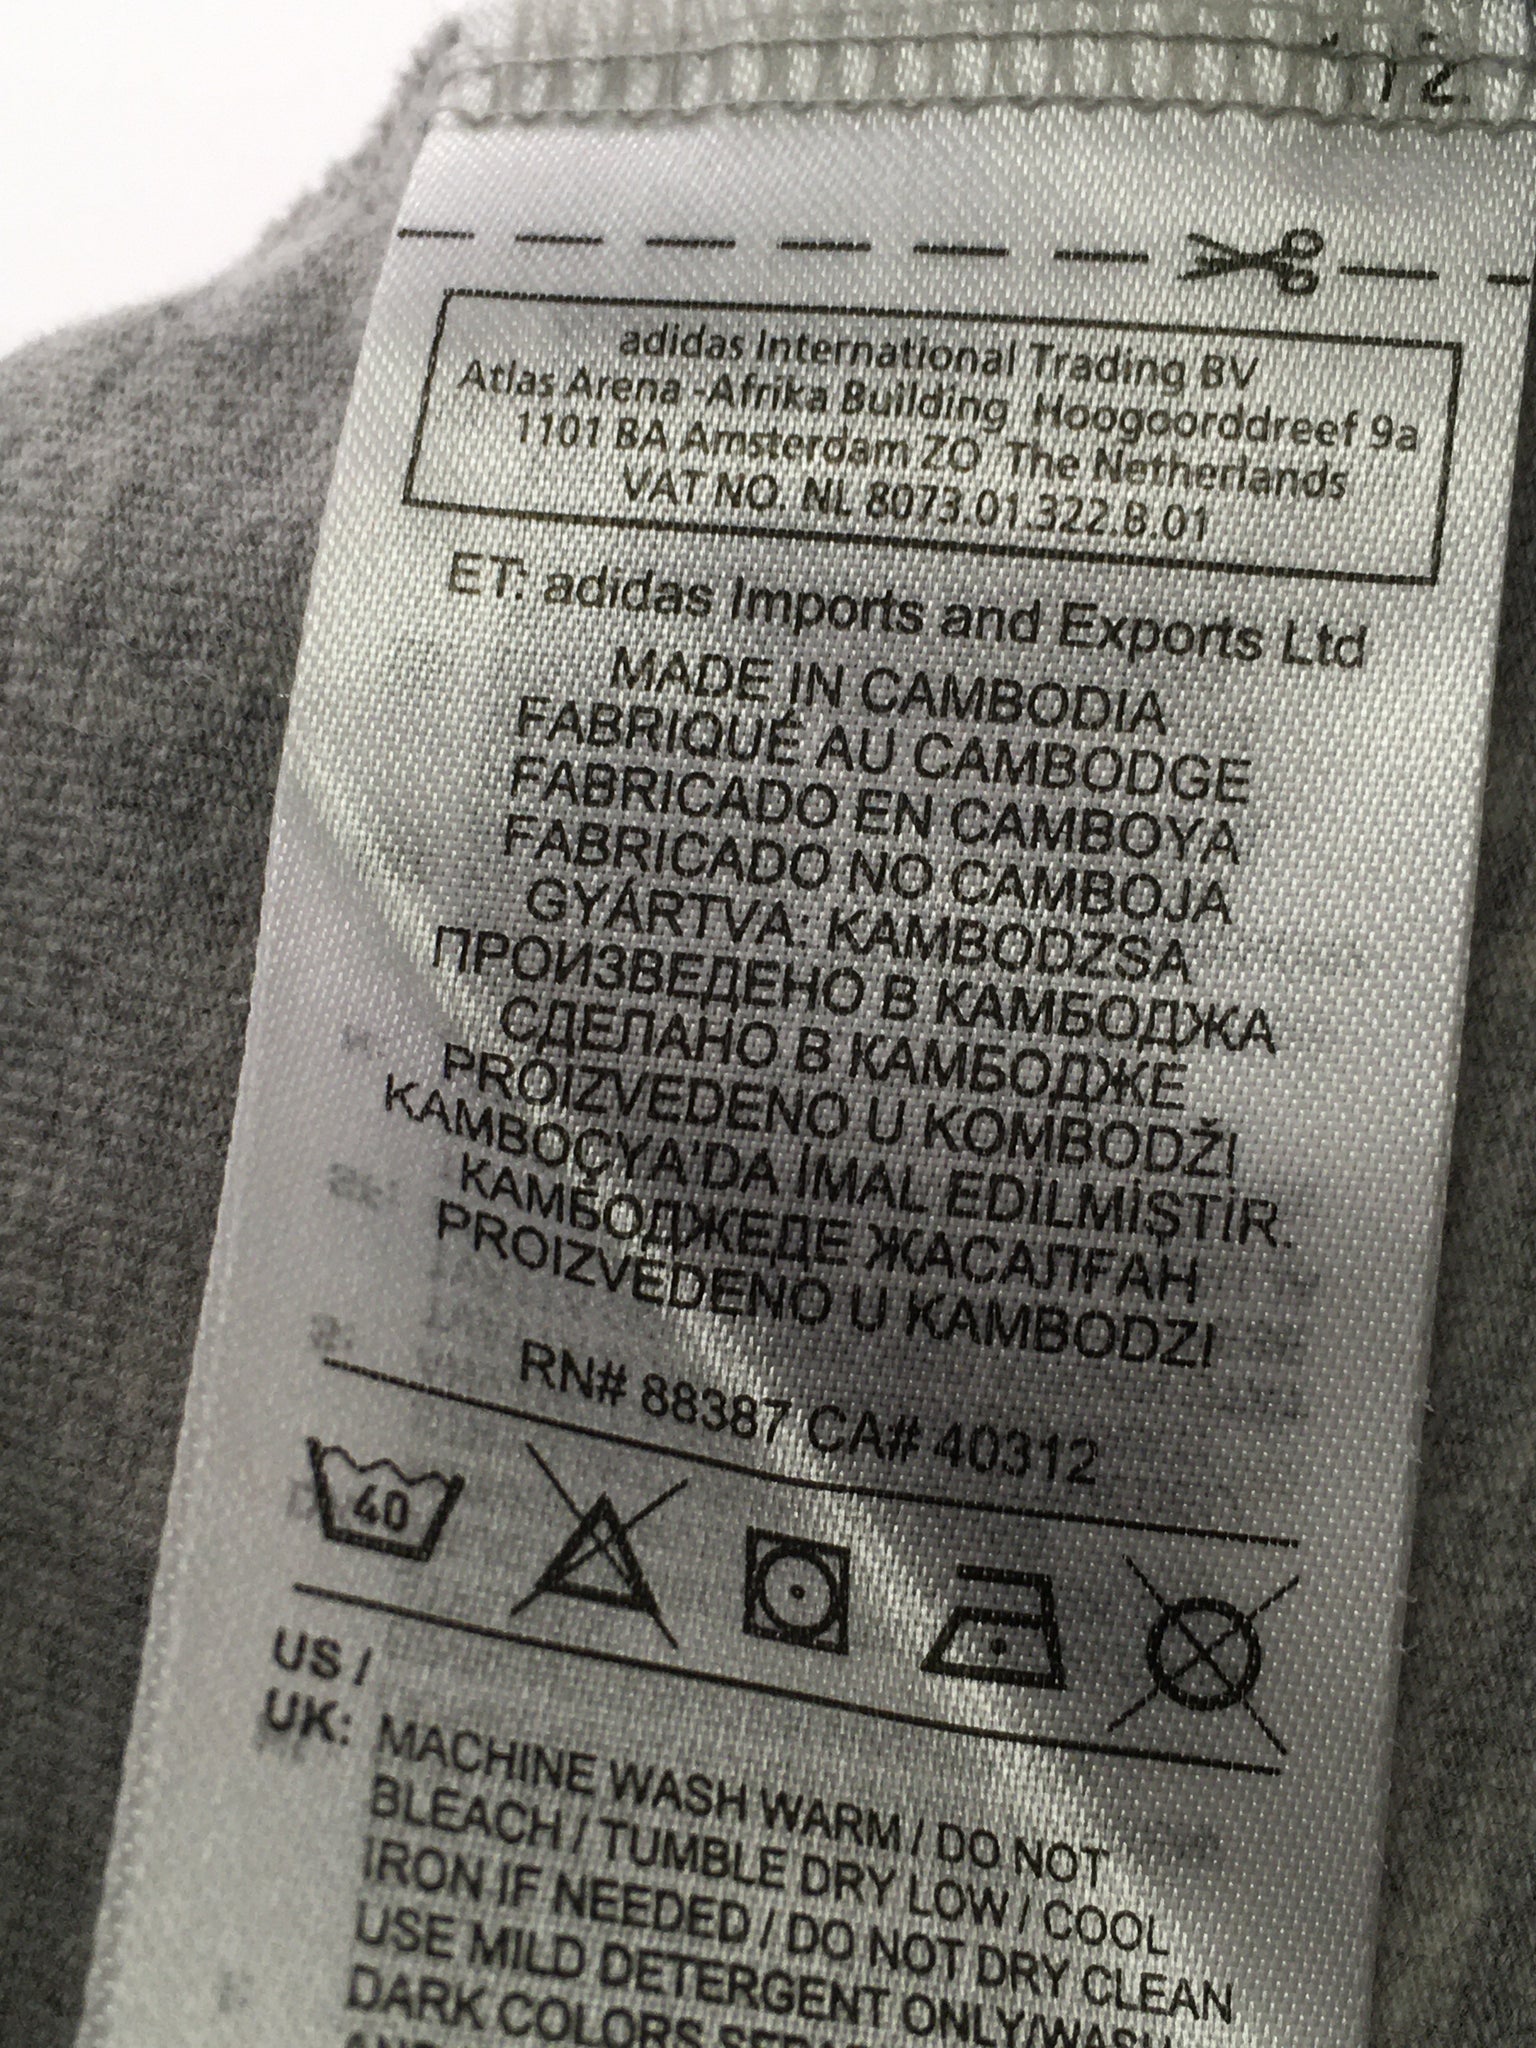 12
adidas International Trading BV
Atlas Arena -Afrika Building Hoogoorddreef 9a
1101 BA Amsterdam ZO The Netherlands
VAT NO. NL 8073.01.322.B.01
ET: adidas Imports and Exports Ltd
MADE IN CAMBODIA
FABRIQUÉ AU CAMBODGE
FABRICADO EN CAMBOYA
FABRICADO NO CAMBOJA
GYÁRTVA: KAMBODZSA
ПРОИЗВЕДЕНО В КАМБОДЖА
СДЕЛАНО В КАМБОДЖЕ
PROIZVEDENO U KOMBODŽI
KAMBOÇYA'DA İMAL EDİLMİŞTİR.
КАМБОДЖЕДЕ ЖАСАЛҒАН
PROIZVEDENO U KAMBODZI
RN# 88387 CA# 40312
40
US /
UK: MACHINE WASH WARM / DO NOT
BLEACH / TUMBLE DRY LOW / COOL
IRON IF NEEDED / DO NOT DRY CLEAN
USE MILD DETERGENT ONLY/WASH
DARK COLORS